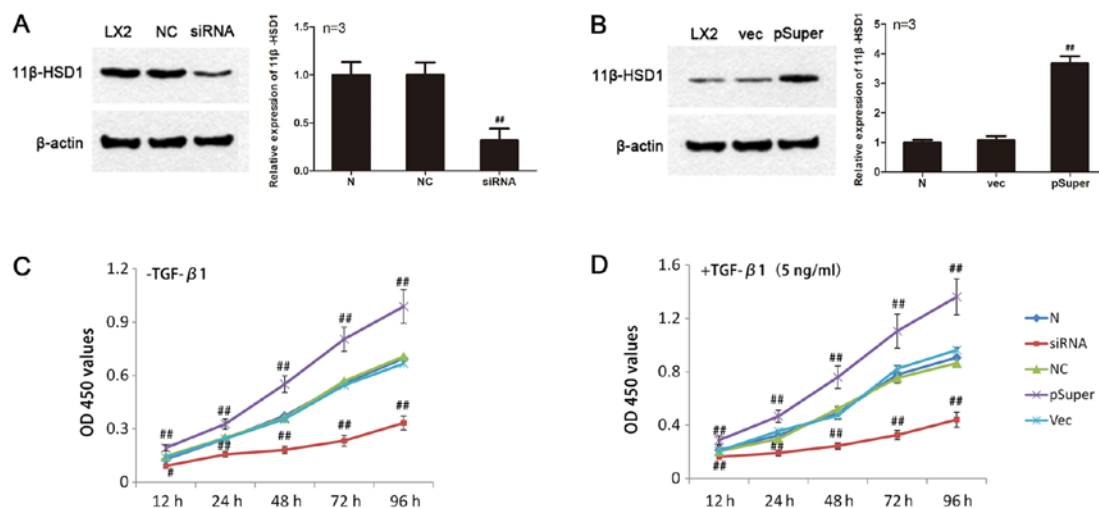 A
LX2 NC siRNA
11β-HSD1
β-actin
Relative expression of 11β -HSD1
n=3
1.5
1.0
0.5
0.0
##
N NC siRNA
B
LX2 vec pSuper
11β-HSD1
β-actin
Relative expression of 11β -HSD1
n=3
5
4
3
2
1
0
##
N vec pSuper
C
-TGF-β1
OD 450 values
1.2
0.9
0.6
0.3
0
## ## ## ## ##
# ## ## ## ##
12 h 24 h 48 h 72 h 96 h
D
+TGF-β1 (5 ng/ml)
OD 450 values
1.6
1.2
0.8
0.4
0
## ## ## ## ##
## ## ## ## ##
12 h 24 h 48 h 72 h 96 h
N
siRNA
NC
pSuper
Vec